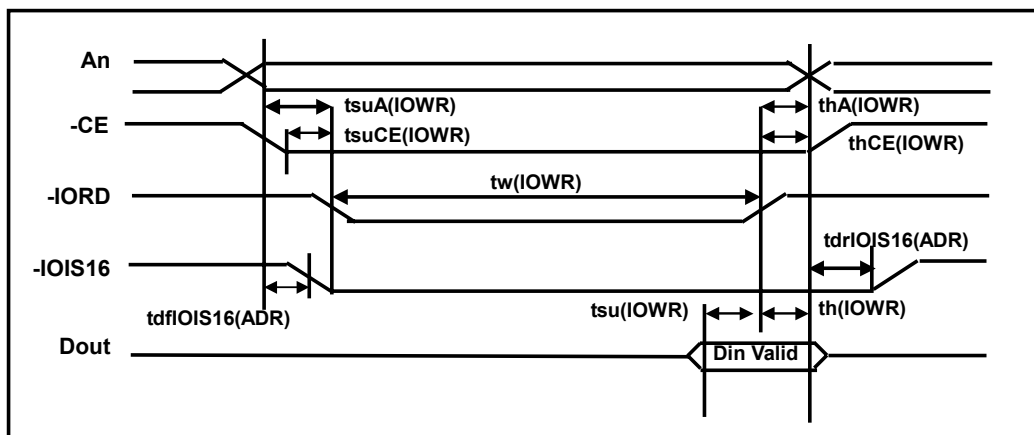 An
tsuA(IOWR)
thA(IOWR)
-CE
tsuCE(IOWR)
thCE(IOWR)
-IORD
tw(IOWR)
tdrIOIS16(ADR)
-IOIS16
tdfIOIS16(ADR)
tsu(IOWR)
th(IOWR)
Dout
Din Valid